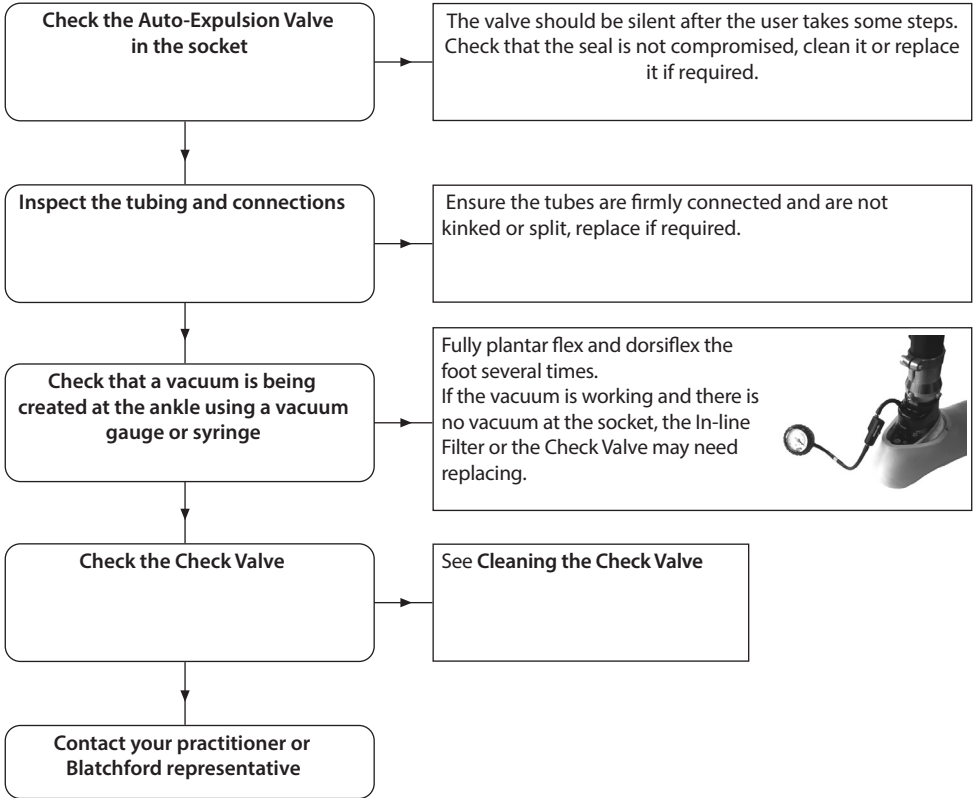 Check the Auto-Expulsion Valve
in the socket
The valve should be silent after the user takes some steps.
Check that the seal is not compromised, clean it or replace
it if required.
Inspect the tubing and connections
Ensure the tubes are firmly connected and are not
kinked or split, replace if required.
Check that a vacuum is being
created at the ankle using a vacuum
gauge or syringe
Fully plantar flex and dorsiflex the
foot several times.
If the vacuum is working and there is
no vacuum at the socket, the In-line
Filter or the Check Valve may need
replacing.
Check the Check Valve
See Cleaning the Check Valve
Contact your practitioner or
Blatchford representative